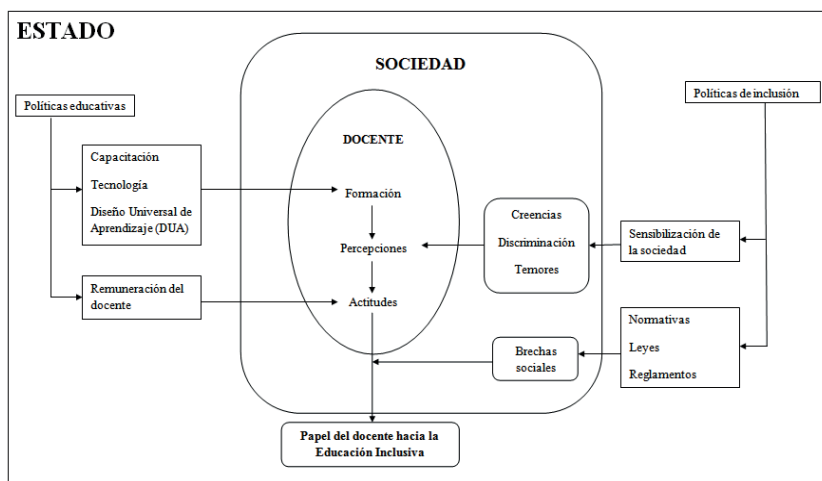 ESTADO
SOCIEDAD
Políticas educativas
Políticas de inclusión
DOCENTE
Capacitación
Tecnología
Diseño Universal de
Aprendizaje (DUA)
Formación
Percepciones
Actitudes
Creencias
Discriminación
Temores
Sensibilización de
la sociedad
Remuneración del
docente
Normativas
Leyes
Reglamentos
Brechas
sociales
Papel del docente hacia la
Educación Inclusiva